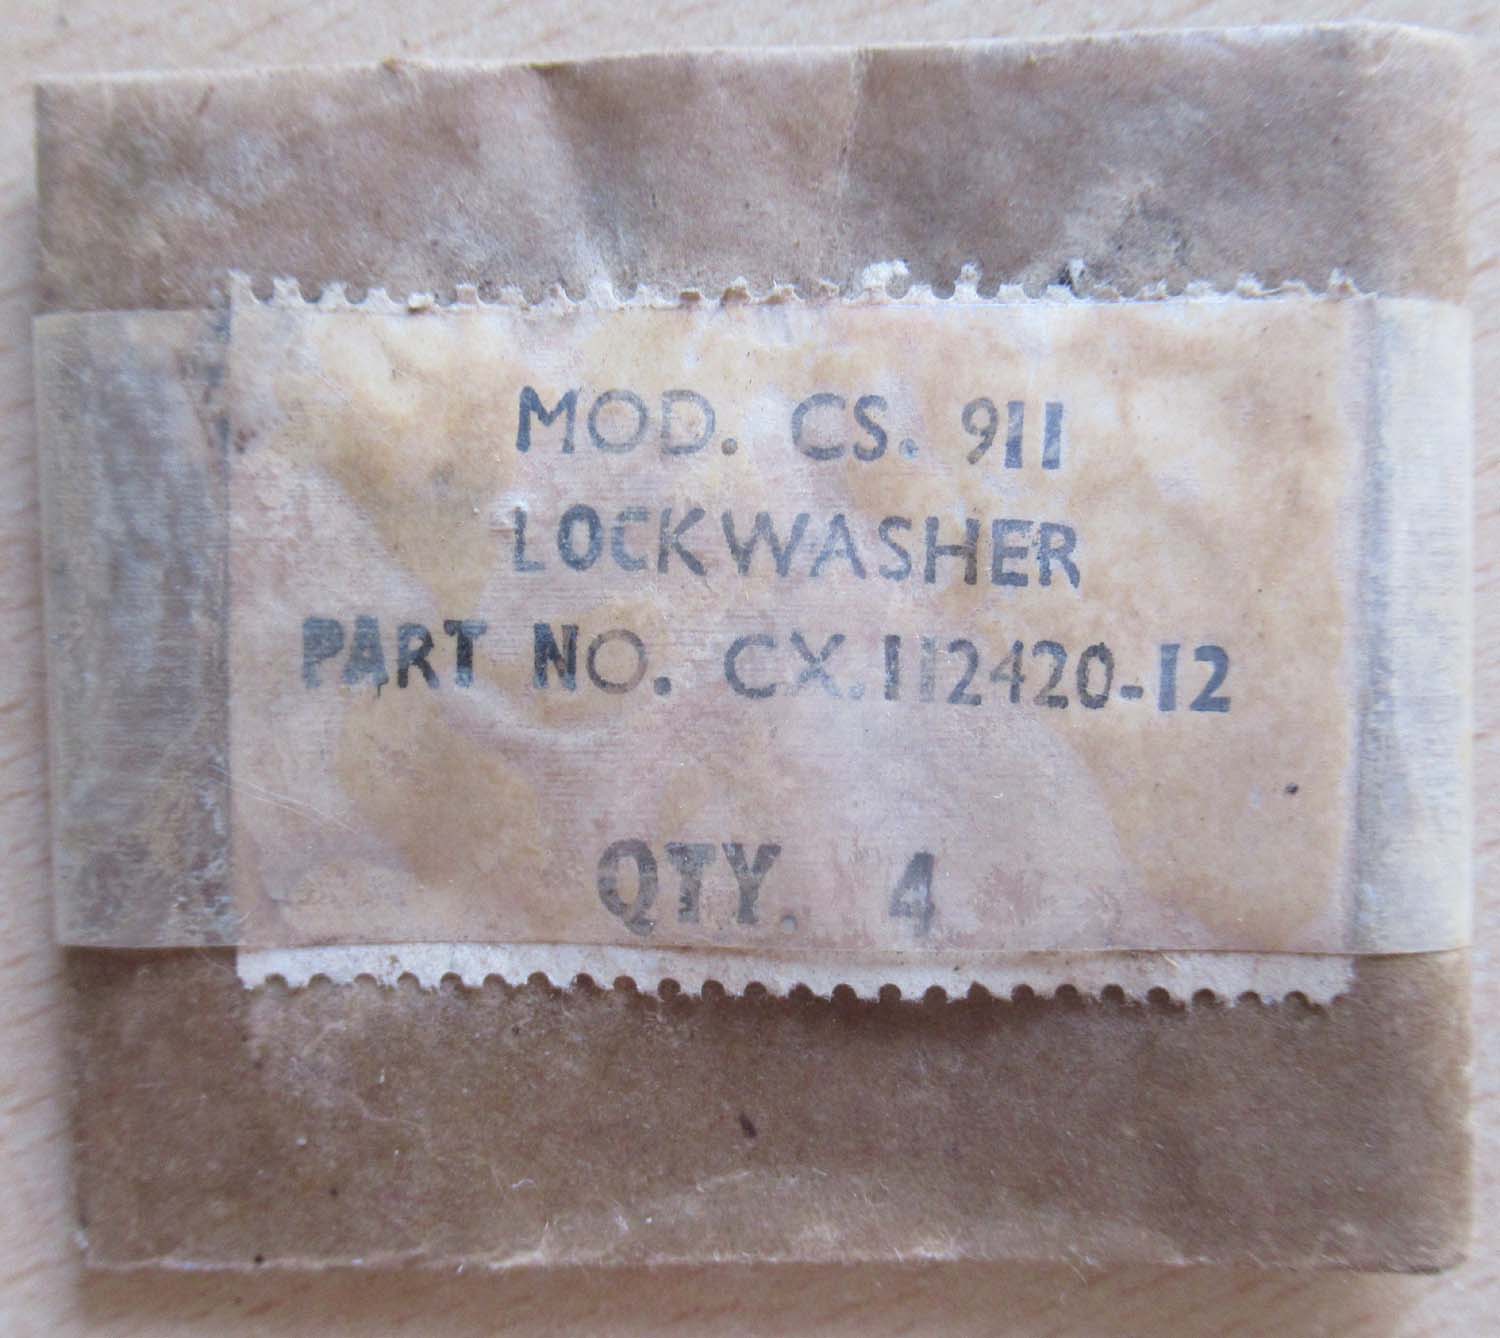 MOD. CS. 911
LOCKWASHER
PART NO. CX.112420-12
QTY. 4